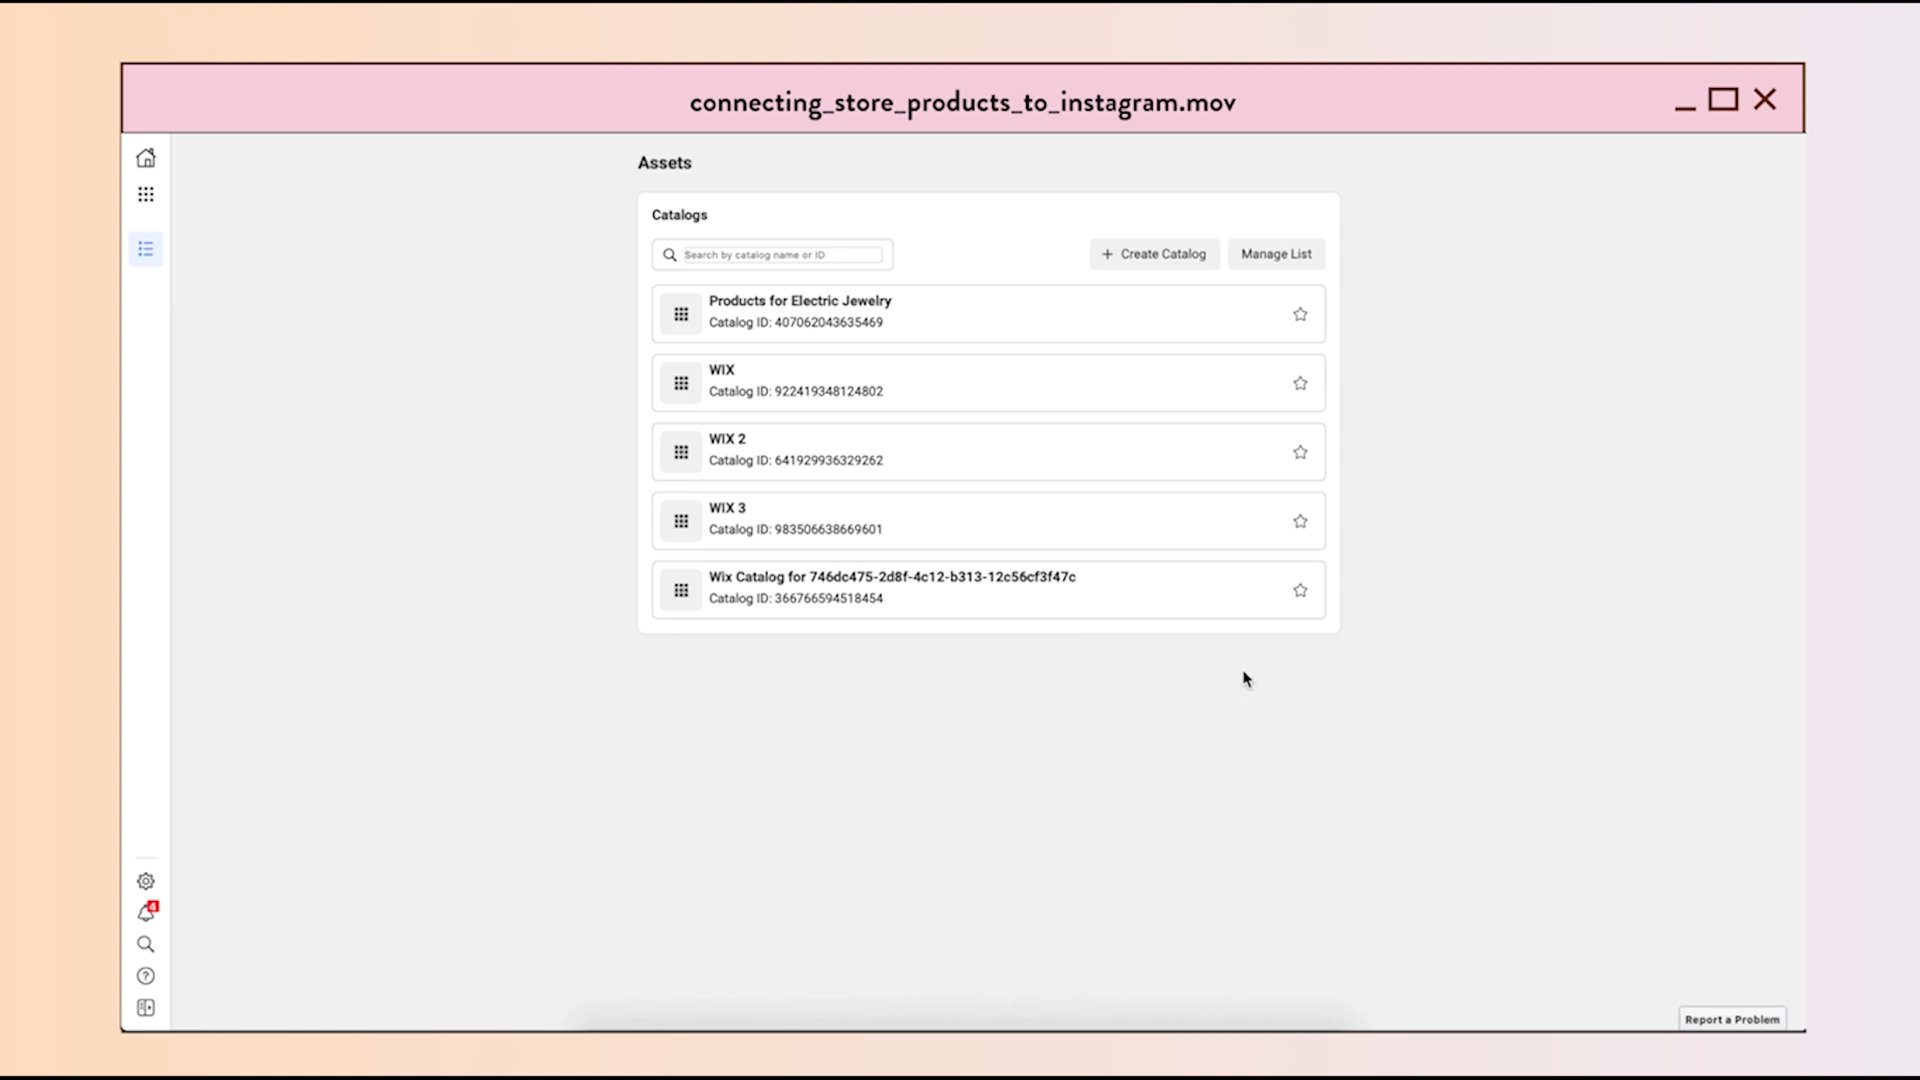 connecting_store_products_to_instagram.mov
Assets
Catalogs
Search by catalog name or ID
Create Catalog
Manage List
Products for Electric Jewelry
Catalog ID: 407062043635469
WIX
Catalog ID: 922419348124802
WIX 2
Catalog ID: 641929936329262
WIX 3
Catalog ID: 983506638669601
Wix Catalog for 746dc475-2d8f-4c12-b313-12c56cf3f47c
Catalog ID: 366766594518454
Report a Problem